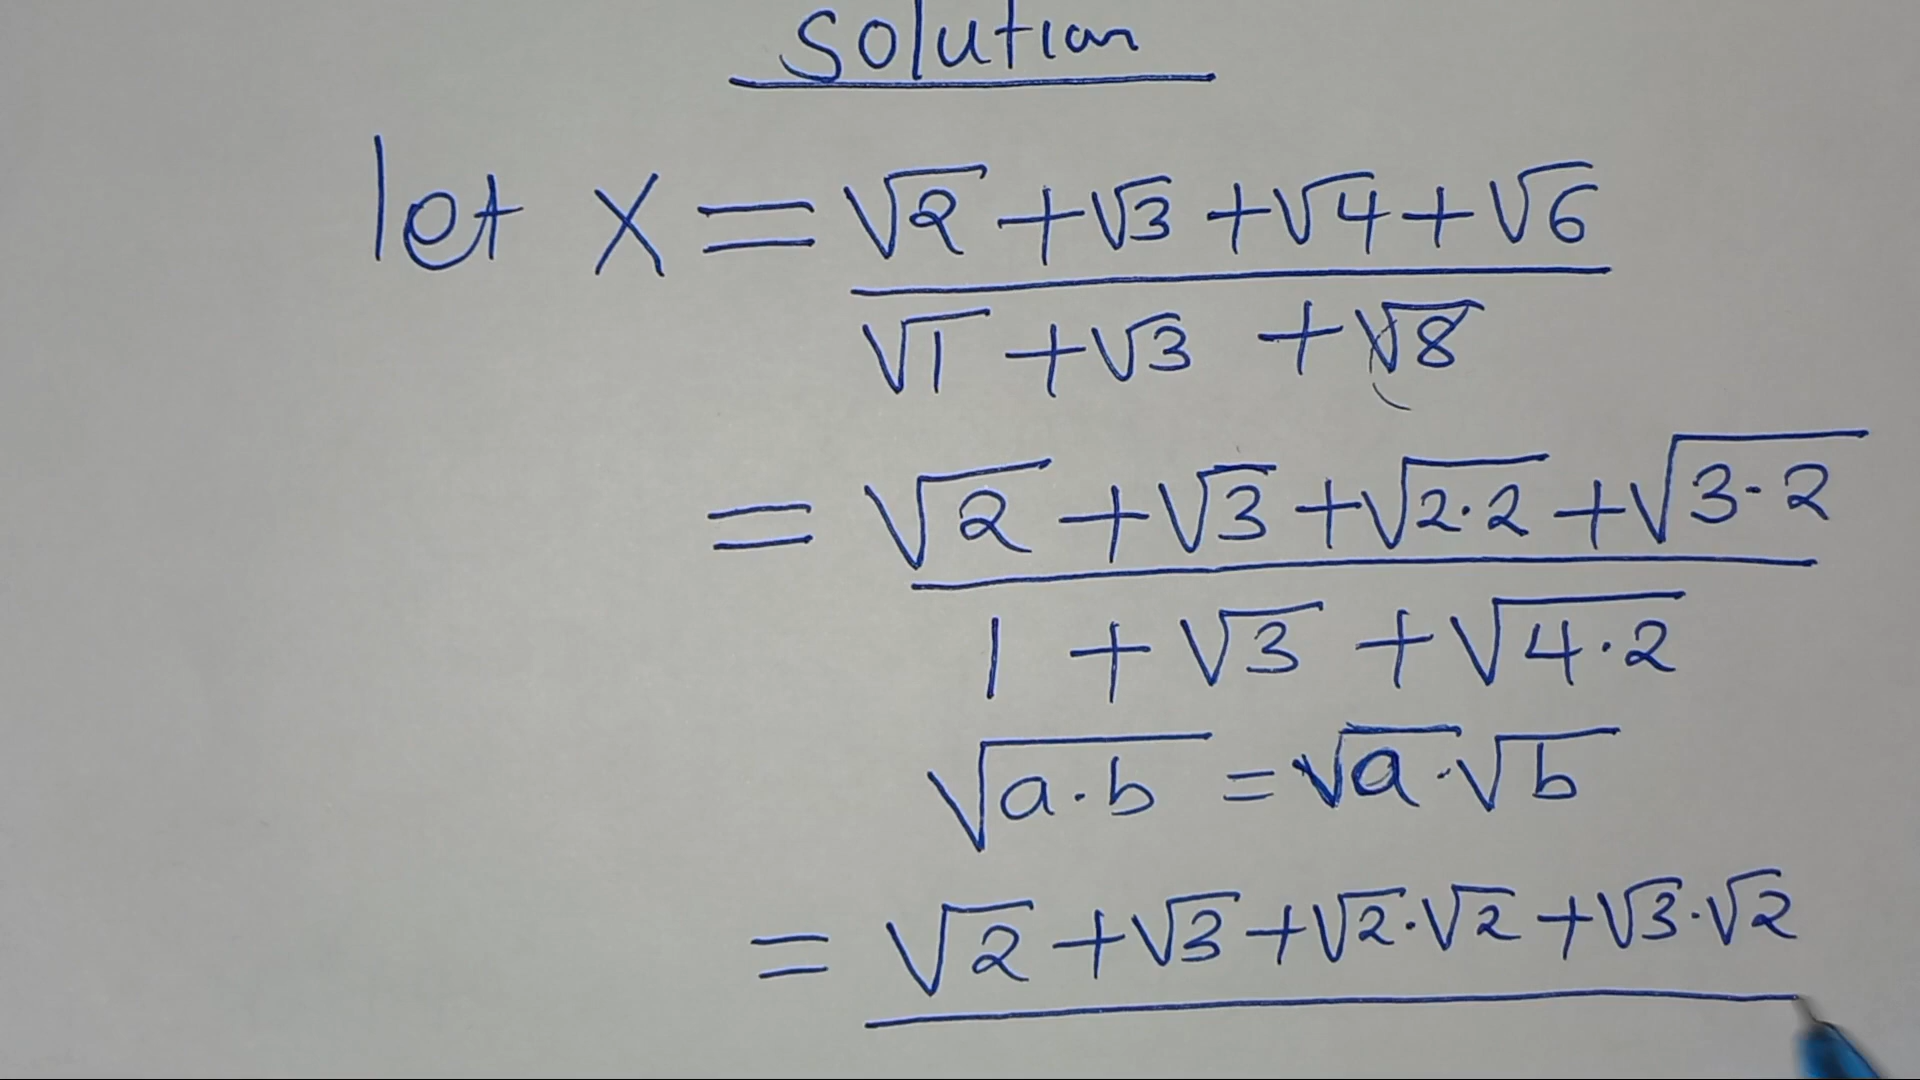 Solution
let x = √2 + √3 + √4 + √6
√1 + √3 + √8
= √2 + √3 + √2·2 + √3·2
1 + √3 + √4·2
√a·b = √a·√b
= √2 + √3 + √2·√2 + √3·√2